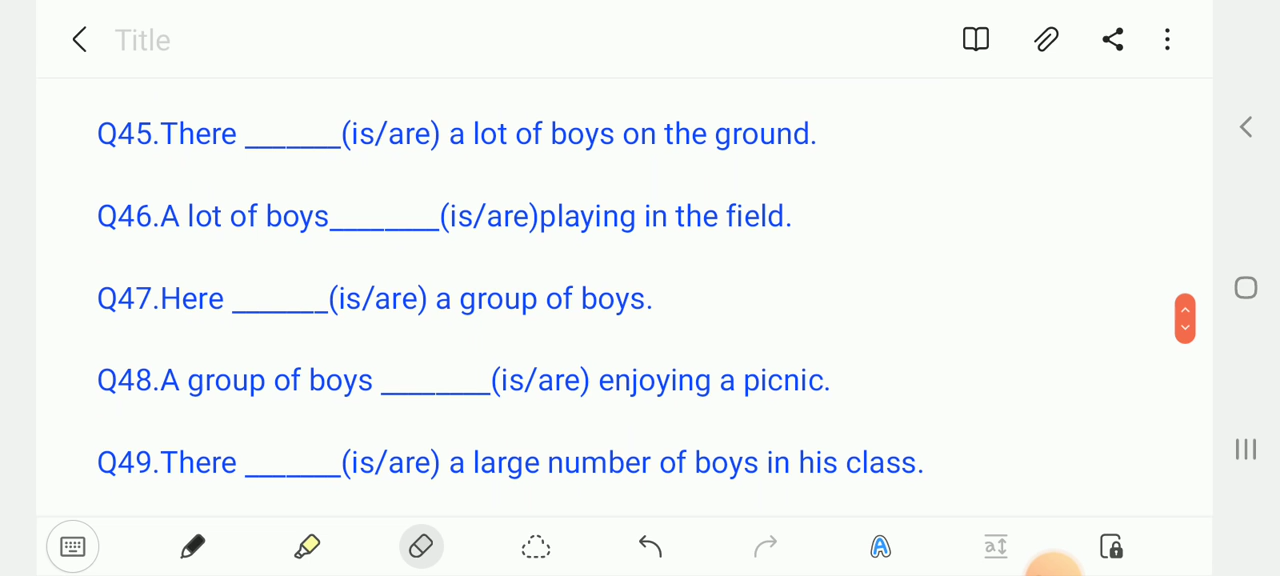 Title
Q45.There ______(is/are) a lot of boys on the ground.
Q46.A lot of boys_______(is/are)playing in the field.
Q47.Here ______(is/are) a group of boys.
Q48.A group of boys _______(is/are) enjoying a picnic.
Q49.There ______(is/are) a large number of boys in his class.